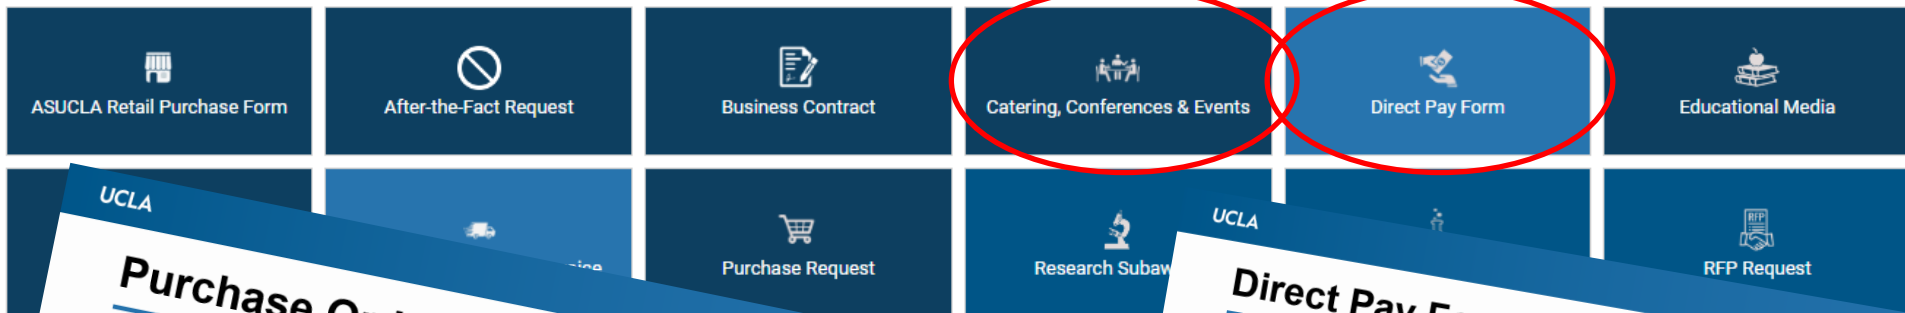 ASUCLA Retail Purchase Form
After-the-Fact Request
Business Contract
Catering, Conferences & Events
Direct Pay Form
Educational Media
UCLA
UCLA
Purchase Request
Research
RFP
RFP Request
Purchase
Direct Pay